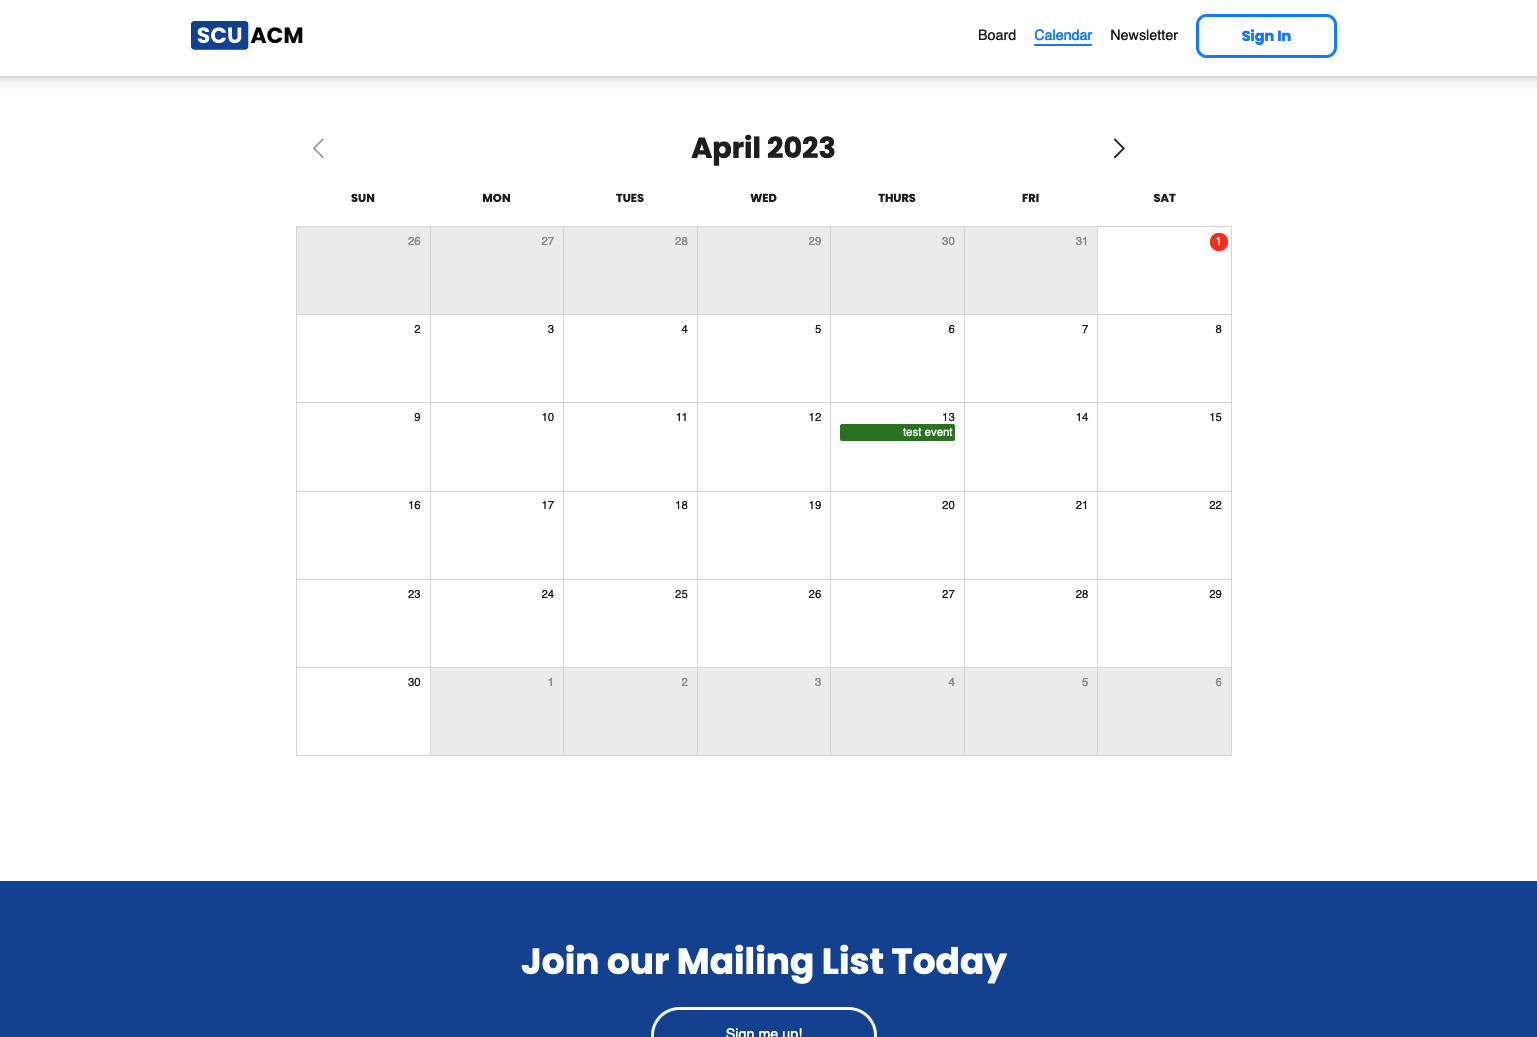 SCU ACM
Board Calendar Newsletter Sign In
April 2023
SUN MON TUES WED THURS FRI SAT
26 27 28 29 30 31 1
2 3 4 5 6 7 8
9 10 11 12 13 14 15
test event
16 17 18 19 20 21 22
23 24 25 26 27 28 29
30 1 2 3 4 5 6
Join our Mailing List Today
Sign me up!